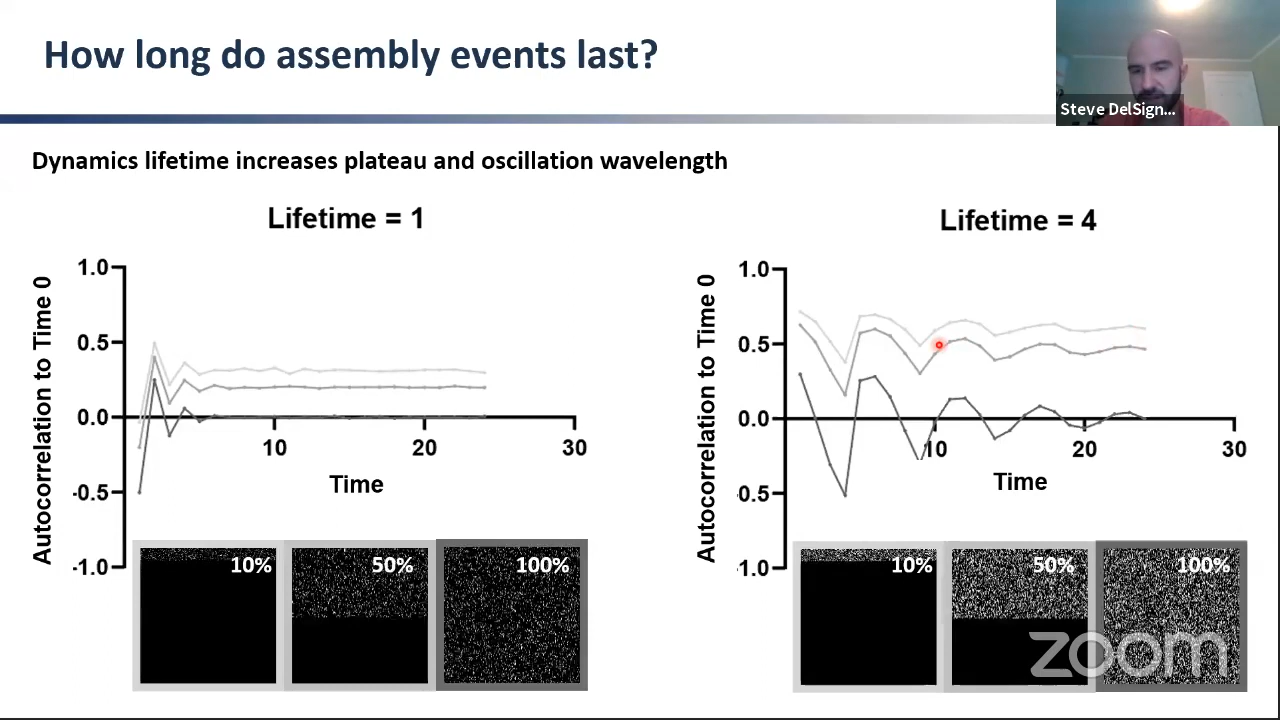 How long do assembly events last?
Steve DelSign...
Dynamics lifetime increases plateau and oscillation wavelength
Lifetime = 1
Autocorrelation to Time 0
1.0
0.5
0.0
-0.5
-1.0
10
20
30
Time
10%
50%
100%
Lifetime = 4
Autocorrelation to Time 0
1.0
0.5
0.0
-0.5
-1.0
10
20
30
Time
10%
50%
100%
zoom